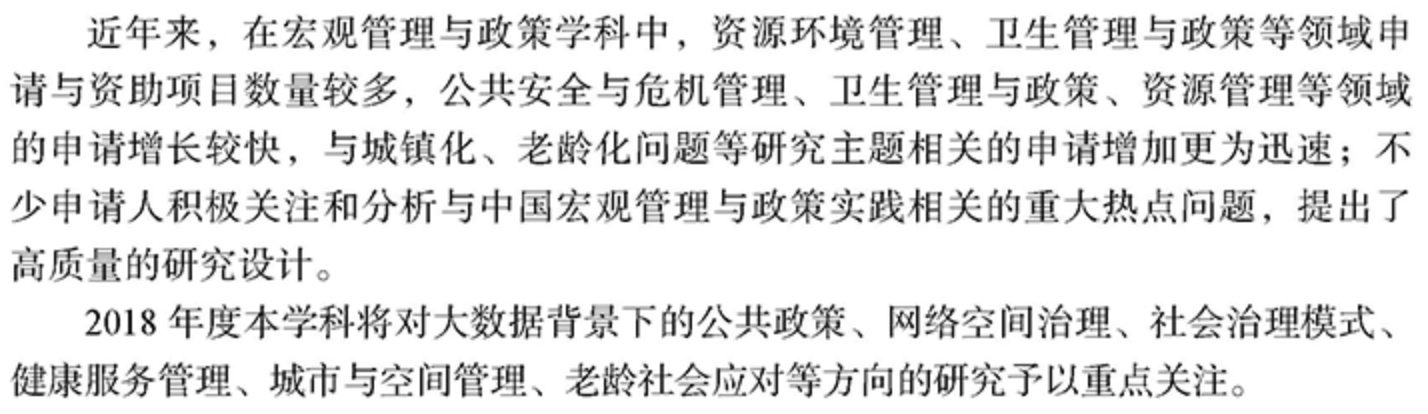 近年来，在宏观管理与政策学科中，资源环境管理、卫生管理与政策等领域申
请与资助项目数量较多，公共安全与危机管理、卫生管理与政策、资源管理等领域
的申请增长较快，与城镇化、老龄化问题等研究主题相关的申请增加更为迅速；不
少申请人积极关注和分析与中国宏观管理与政策实践相关的重大热点问题，提出了
高质量的研究设计。
2018 年度本学科将对大数据背景下的公共政策、网络空间治理、社会治理模式、
健康服务管理、城市与空间管理、老龄社会应对等方向的研究予以重点关注。